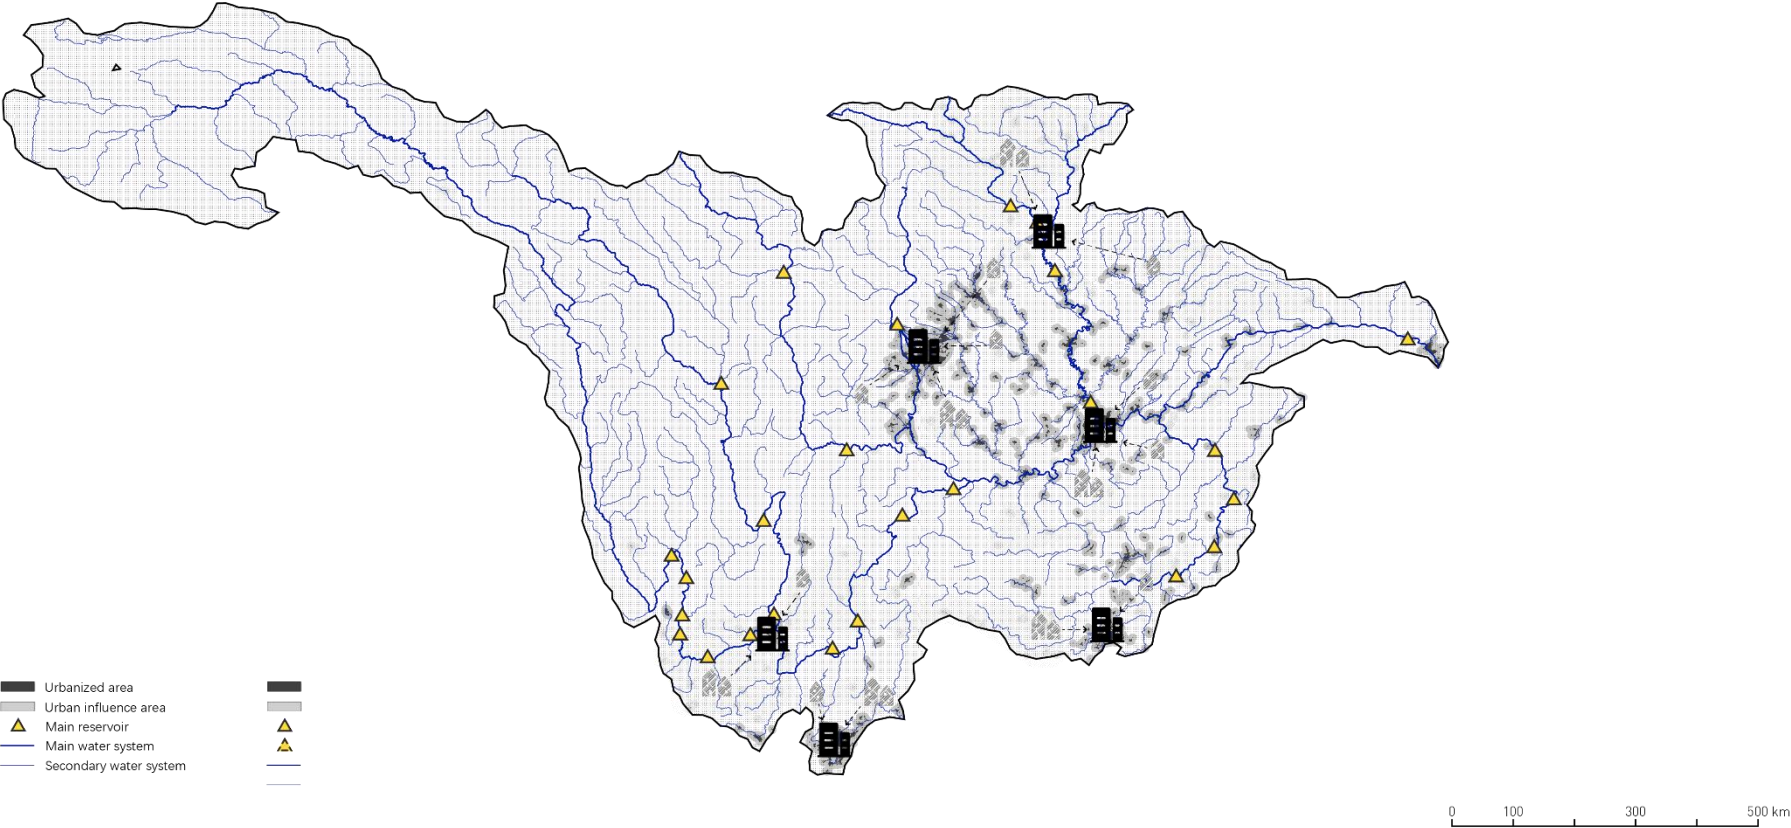 Urbanized area
Urban influence area
Main reservoir
Main water system
Secondary water system
0 100 300 500 km